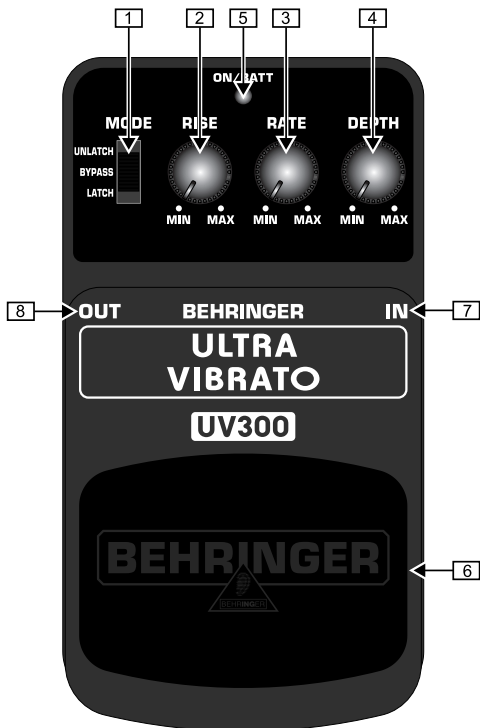 1 2 5 3 4
ON/BATT
MODE RISE RATE DEPTH
UNLATCH
BYPASS
LATCH
MIN MAX MIN MAX MIN MAX
8 OUT BEHRINGER IN 7
ULTRA
VIBRATO
UV300
BEHRINGER
6
BEHRINGER